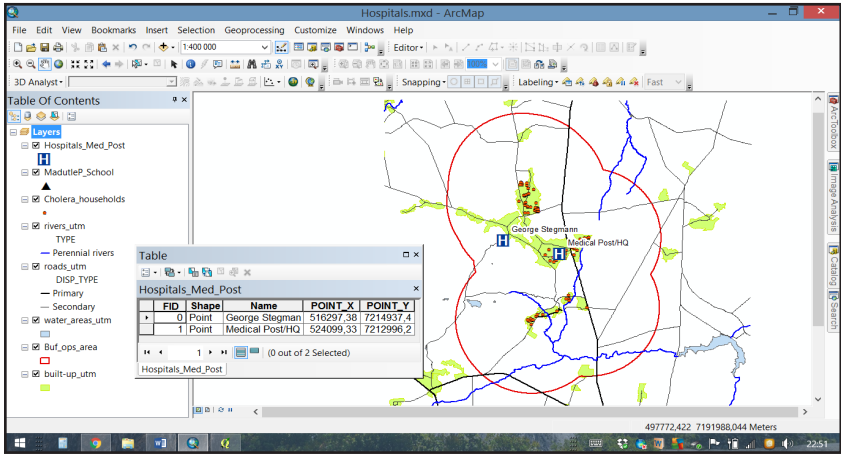 Hospitals.mxd - ArcMap
File Edit View Bookmarks Insert Selection Geoprocessing Customize Windows Help
1:400 000 Editor
100%
3D Analyst Snapping Labeling Fast
Table Of Contents
Layers
Hospitals_Med_Post
H
MadutleP_School
Cholera_households
rivers_utm
TYPE
Perennial rivers
roads_utm
DISP_TYPE
Primary
Secondary
water_areas_utm
Buf_ops_area
built-up_utm
George Stegmann
H
Medical Post/HQ
H
Table
Hospitals_Med_Post
FID Shape Name POINT_X POINT_Y
0 Point George Stegman 516297,38 7214937,4
1 Point Medical Post/HQ 524099,33 7212996,2
1 (0 out of 2 Selected)
Hospitals_Med_Post
ArcToolbox
Image Analysis
Catalog
Search
497772,422 7191988,044 Meters
22:51